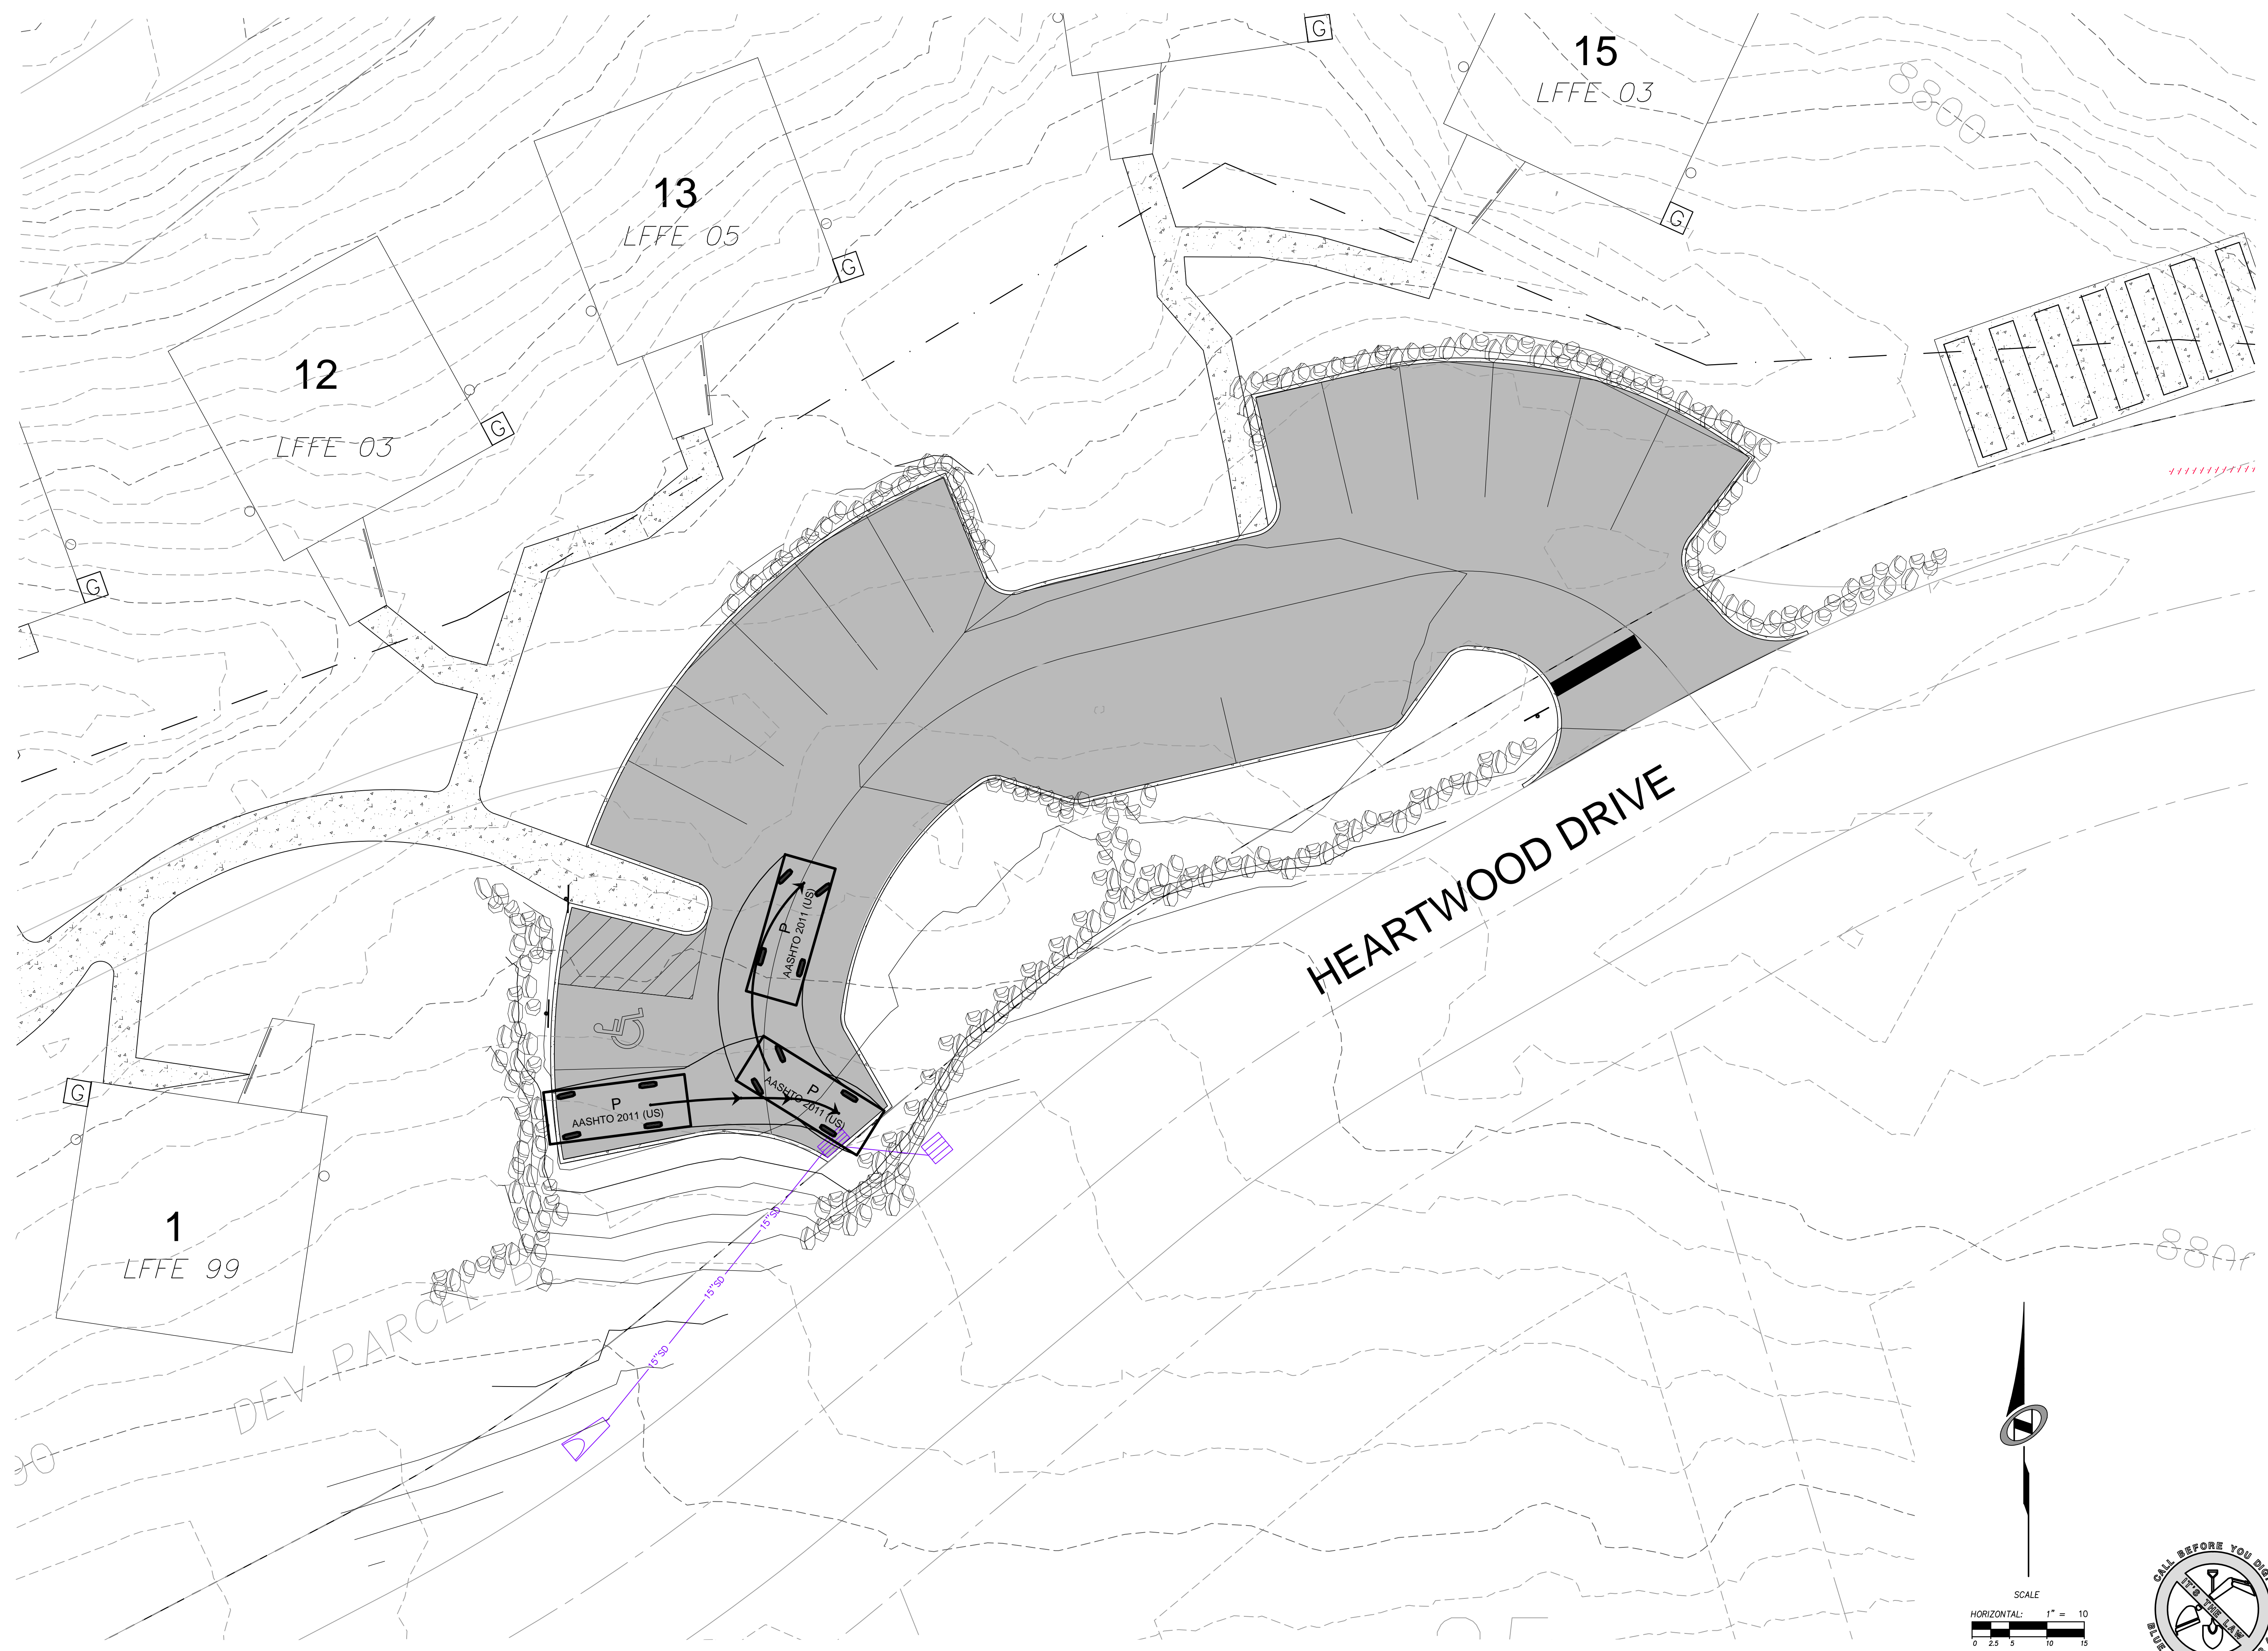 G
15
LFFE 03
8800
13
LFFE 05
G
G
12
LFFE 03
G
G
HEARTWOOD DRIVE
P
AASHTO 2011 (US)
P
AASHTO 2011 (US)
P
AASHTO 2011 (US)
G
1
LFFE 99
15"SD
15"SD
15"SD
DEV PARCEL B
90
N
SCALE
HORIZONTAL: 1" = 10
0 2.5 5 10 15
CALL BEFORE YOU DIG
IT'S THE LAW